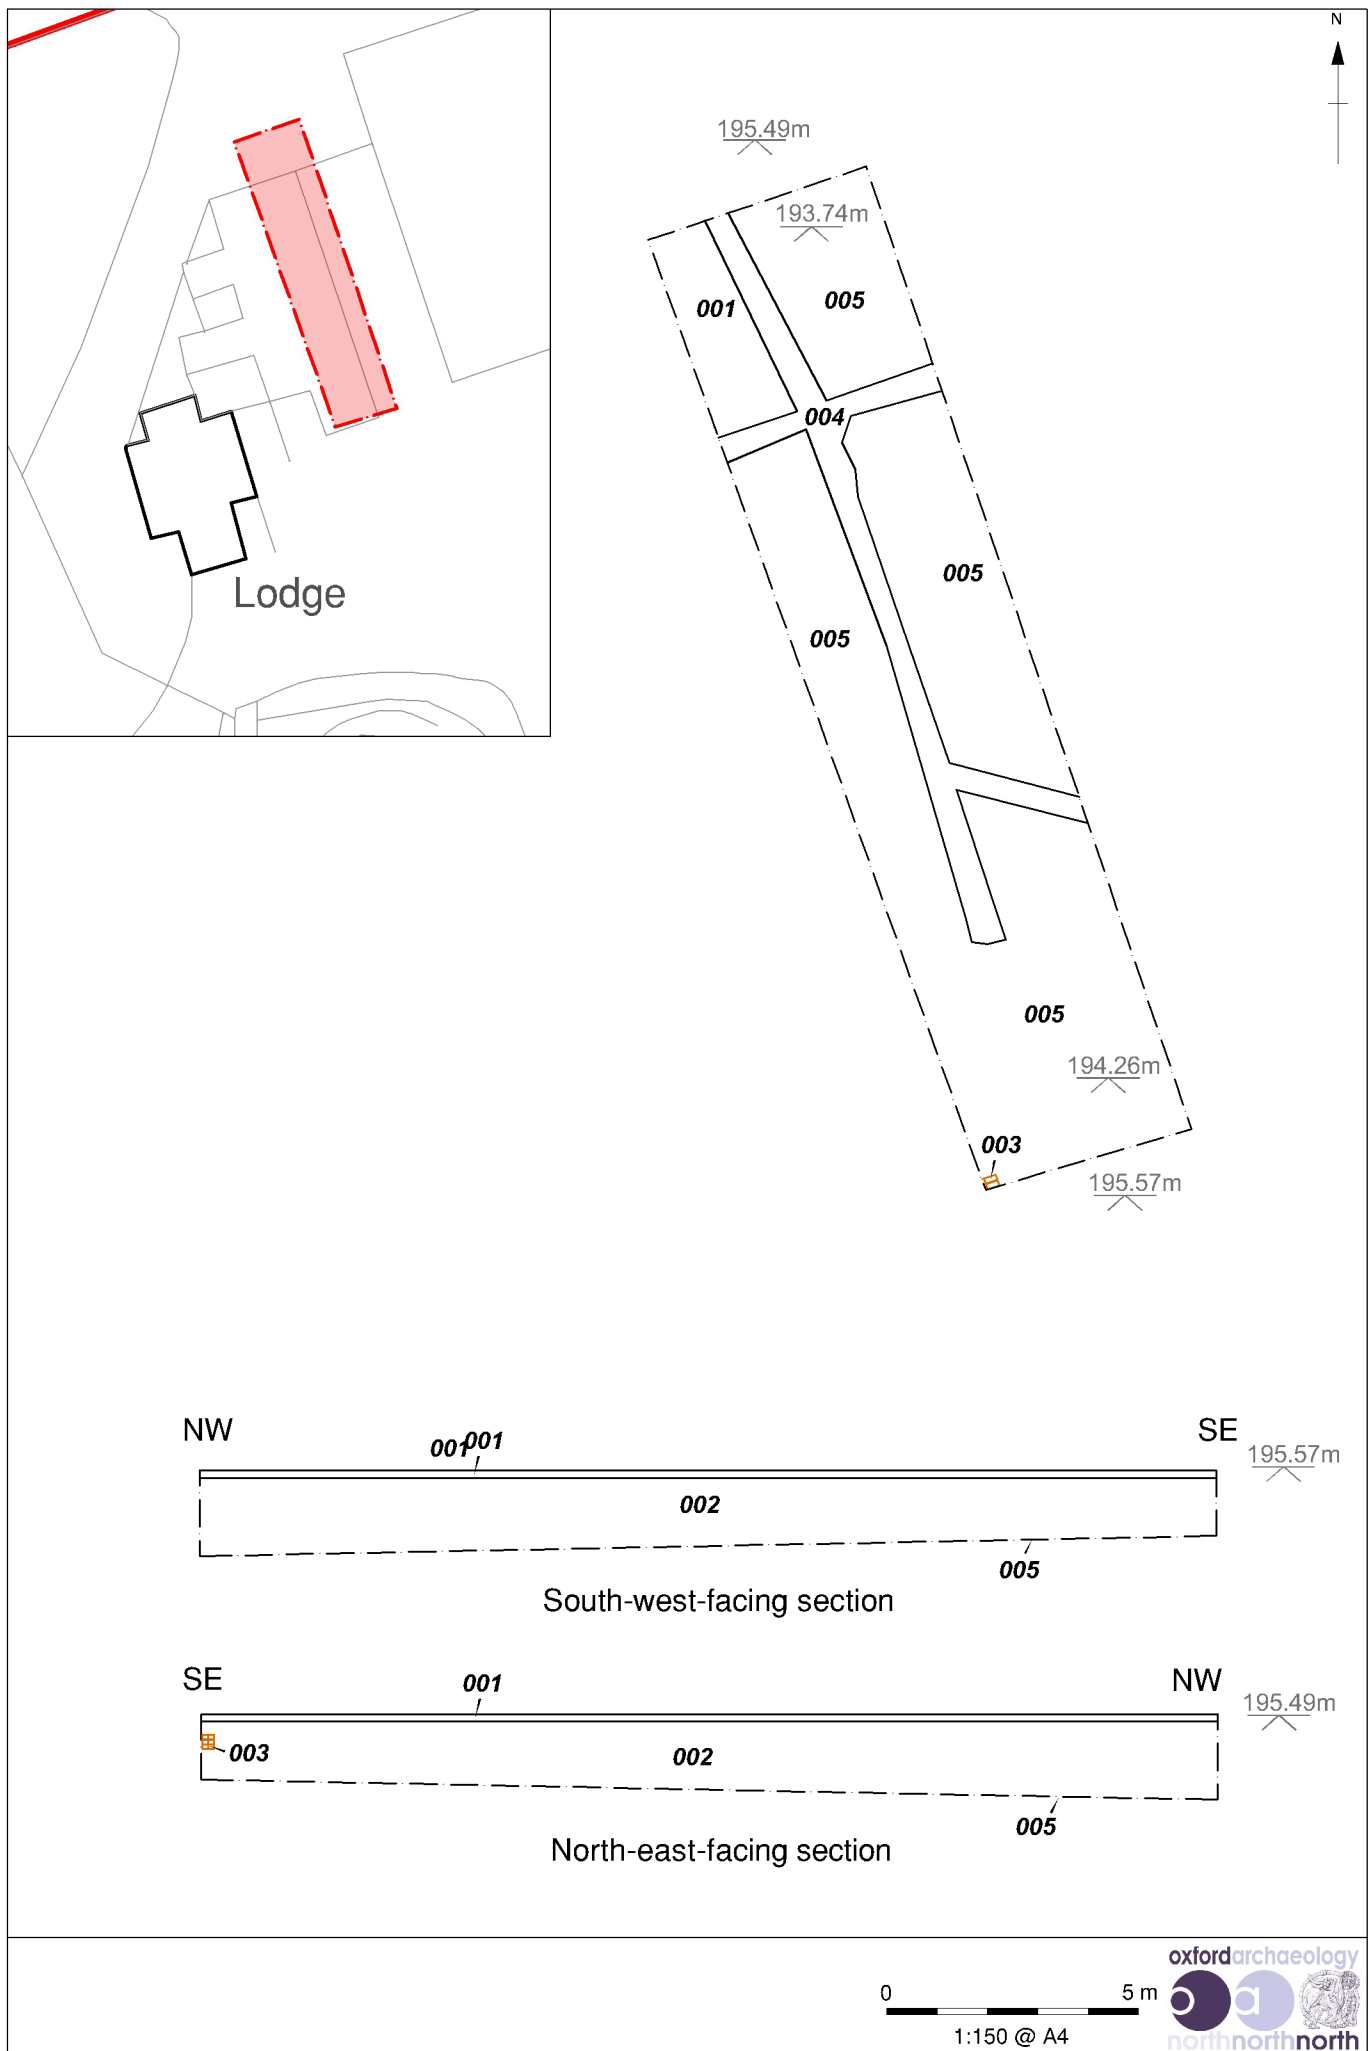 N
195.49m
193.74m
001
005
004
005
005
Lodge
005
194.26m
003
195.57m
NW
001
001
SE
195.57m
002
005
South-west-facing section
SE
001
NW
195.49m
003
002
005
North-east-facing section
0 5 m
1:150 @ A4
oxfordarchaeology
oa
northnorthnorth